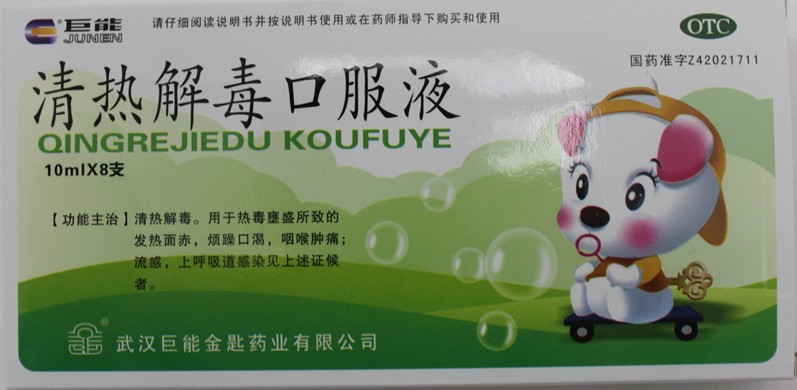 巨能
JUNEN
请仔细阅读说明书并按说明书使用或在药师指导下购买和使用
OTC
国药准字Z42021711
清热解毒口服液
QINGREJIEDU KOUFUYE
10mlX8支
【功能主治】清热解毒。用于热毒壅盛所致的
发热面赤，烦躁口渴，咽喉肿痛；
流感，上呼吸道感染见上述证候
者。
®
武汉巨能金匙药业有限公司